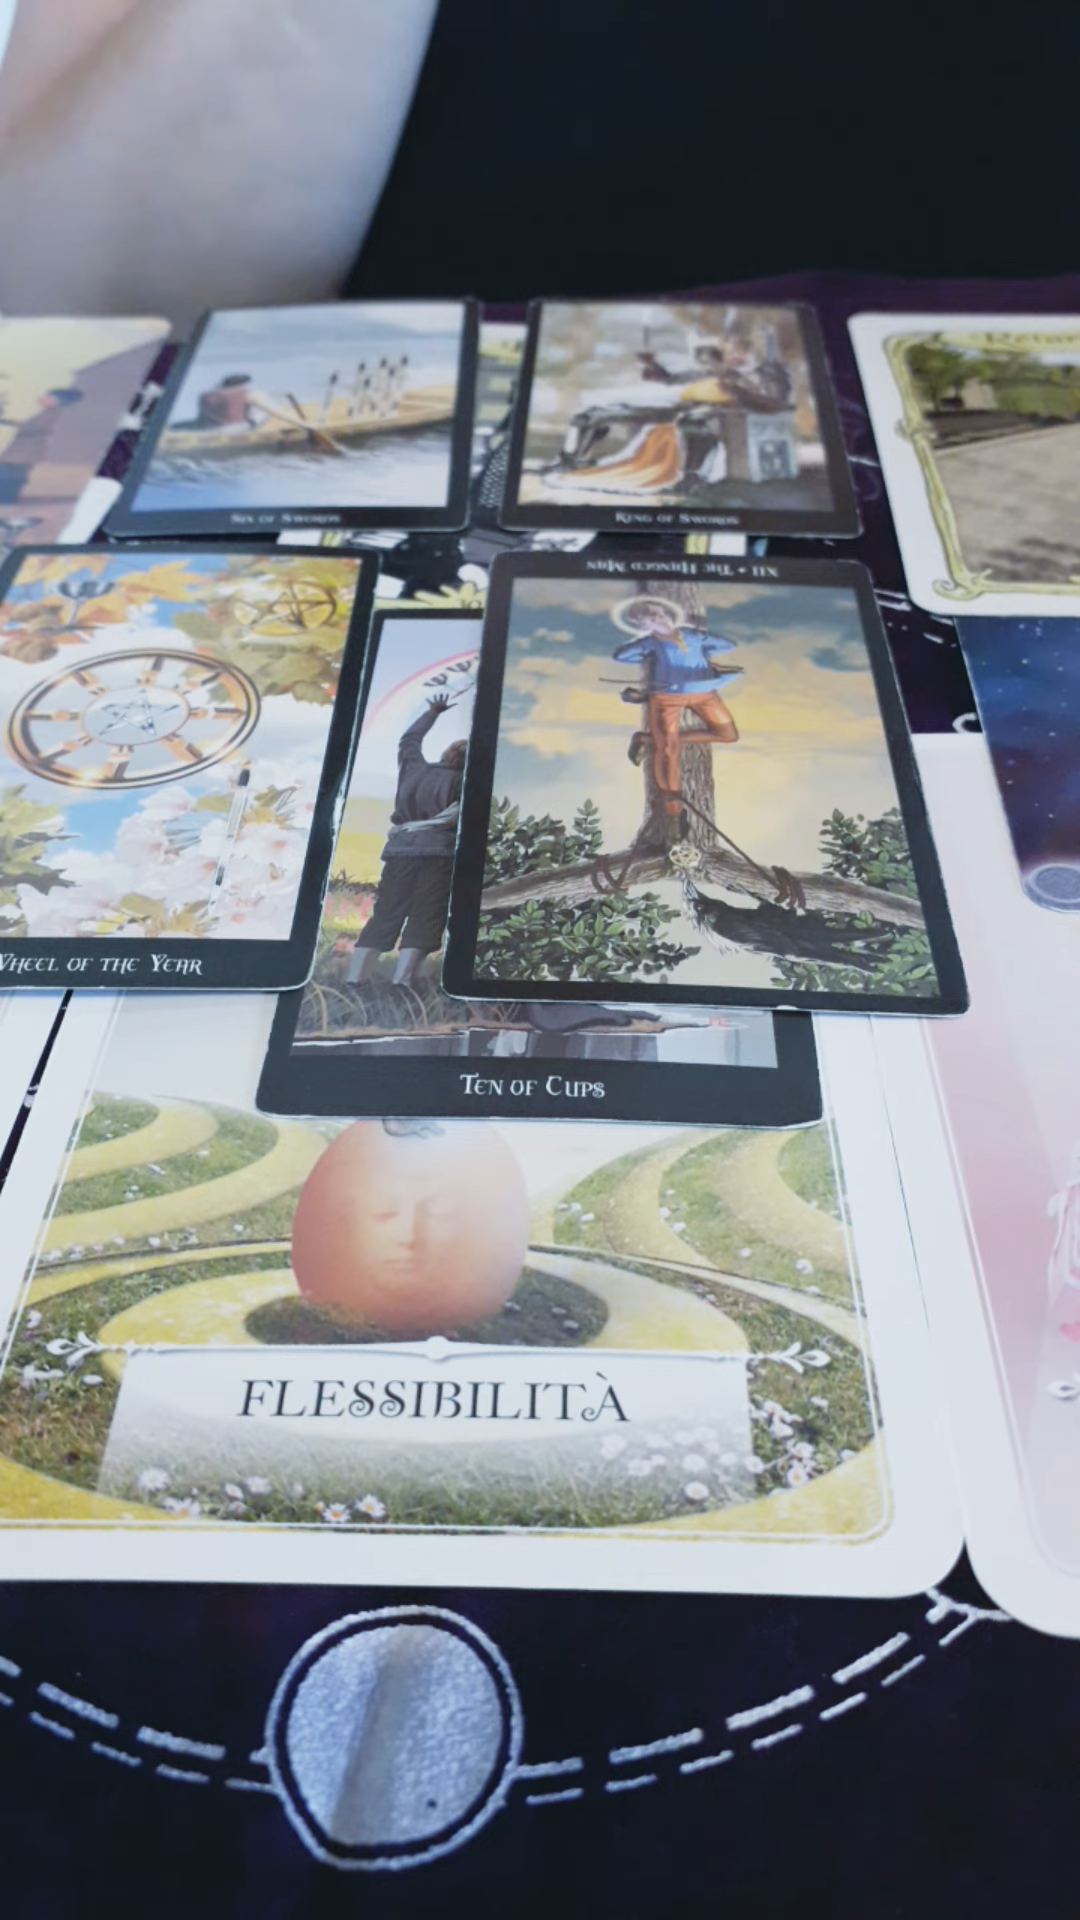 SIX OF SWORDS
KING OF SWORDS
XII • THE HANGED MAN
WHEEL OF THE YEAR
TEN OF CUPS
FLESSIBILITÀ